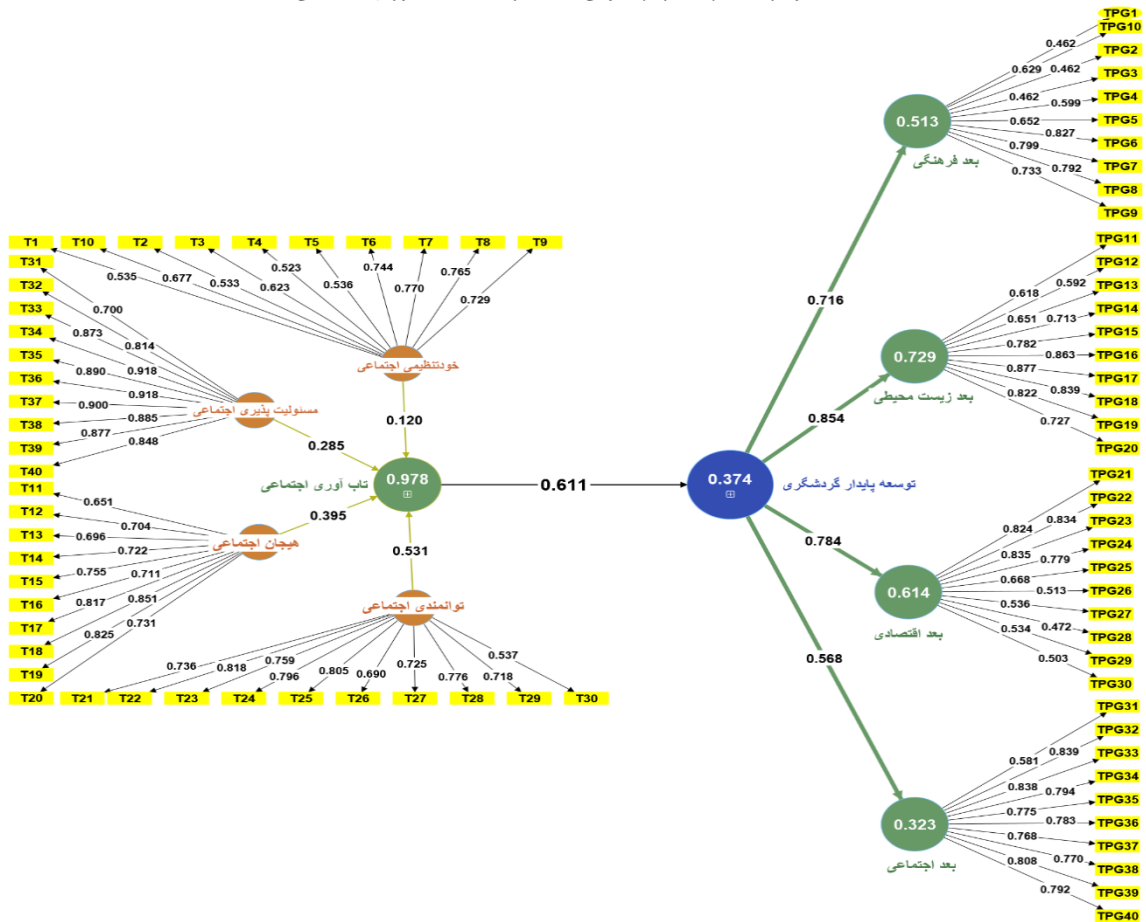 TPG1
TPG10
TPG2
TPG3
TPG4
TPG5
TPG6
TPG7
TPG8
TPG9
0.462
0.629
0.462
0.462
0.599
0.652
0.827
0.799
0.792
0.733
0.513
بعد فرهنگی
T1 T10 T2 T3 T4 T5 T6 T7 T8 T9
0.535
0.677
0.533
0.623
0.523
0.536
0.744
0.770
0.765
0.729
خودتنظیمی اجتماعی
0.120
T31
T32
T33
T34
T35
T36
T37
T38
T39
T40
0.700
0.814
0.873
0.918
0.890
0.918
0.900
0.885
0.877
0.848
مسئولیت پذیری اجتماعی
0.285
T11
T12
T13
T14
T15
T16
T17
T18
T19
T20
0.651
0.704
0.696
0.722
0.755
0.711
0.817
0.851
0.825
0.731
هیجان اجتماعی
0.395
0.978
تاب آوری اجتماعی
0.531
توانمندی اجتماعی
0.736
0.818
0.759
0.796
0.805
0.690
0.725
0.776
0.718
0.537
T21 T22 T23 T24 T25 T26 T27 T28 T29 T30
0.611
0.374
توسعه پایدار گردشگری
0.716
0.854
0.784
0.568
TPG11
TPG12
TPG13
TPG14
TPG15
TPG16
TPG17
TPG18
TPG19
TPG20
0.618
0.592
0.651
0.713
0.782
0.863
0.877
0.839
0.822
0.727
0.729
بعد زیست محیطی
TPG21
TPG22
TPG23
TPG24
TPG25
TPG26
TPG27
TPG28
TPG29
TPG30
0.824
0.834
0.835
0.779
0.668
0.513
0.536
0.472
0.534
0.503
0.614
بعد اقتصادی
TPG31
TPG32
TPG33
TPG34
TPG35
TPG36
TPG37
TPG38
TPG39
TPG40
0.581
0.839
0.838
0.794
0.775
0.783
0.768
0.770
0.808
0.792
0.323
بعد اجتماعی